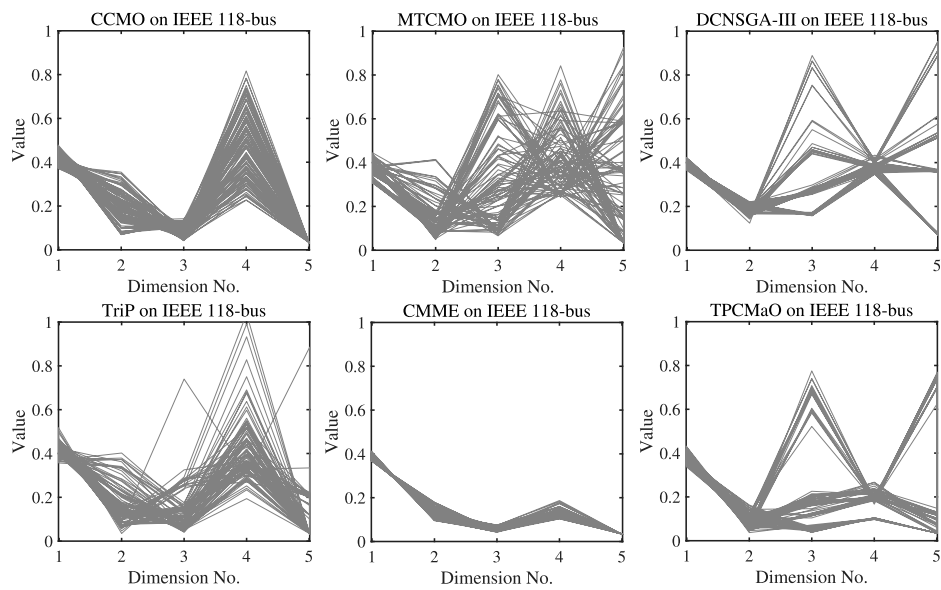 CCMO on IEEE 118-bus
MTCMO on IEEE 118-bus
DCNSGA-III on IEEE 118-bus
1
0.8
0.6
0.4
0.2
0
Value
1 2 3 4 5
Dimension No.
1
0.8
0.6
0.4
0.2
0
Value
1 2 3 4 5
Dimension No.
1
0.8
0.6
0.4
0.2
0
Value
1 2 3 4 5
Dimension No.
TriP on IEEE 118-bus
CMME on IEEE 118-bus
TPCMaO on IEEE 118-bus
1
0.8
0.6
0.4
0.2
0
Value
1 2 3 4 5
Dimension No.
1
0.8
0.6
0.4
0.2
0
Value
1 2 3 4 5
Dimension No.
1
0.8
0.6
0.4
0.2
0
Value
1 2 3 4 5
Dimension No.